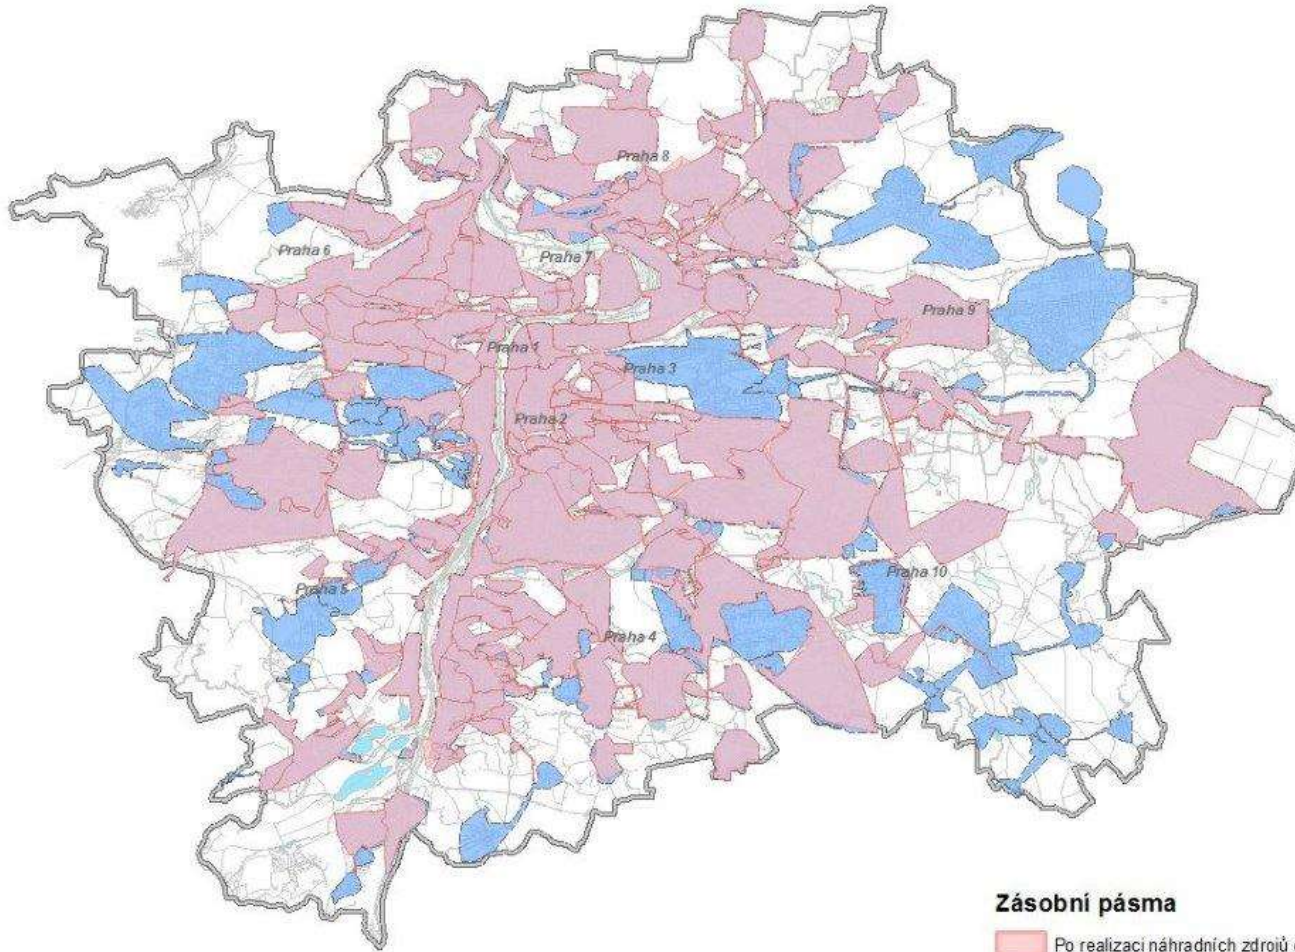 Praha 8
Praha 6
Praha 7
Praha 9
Praha 1
Praha 3
Praha 2
Praha 10
Praha 5
Praha 4
Zásobní pásma
Po realizaci náhradních zdrojů